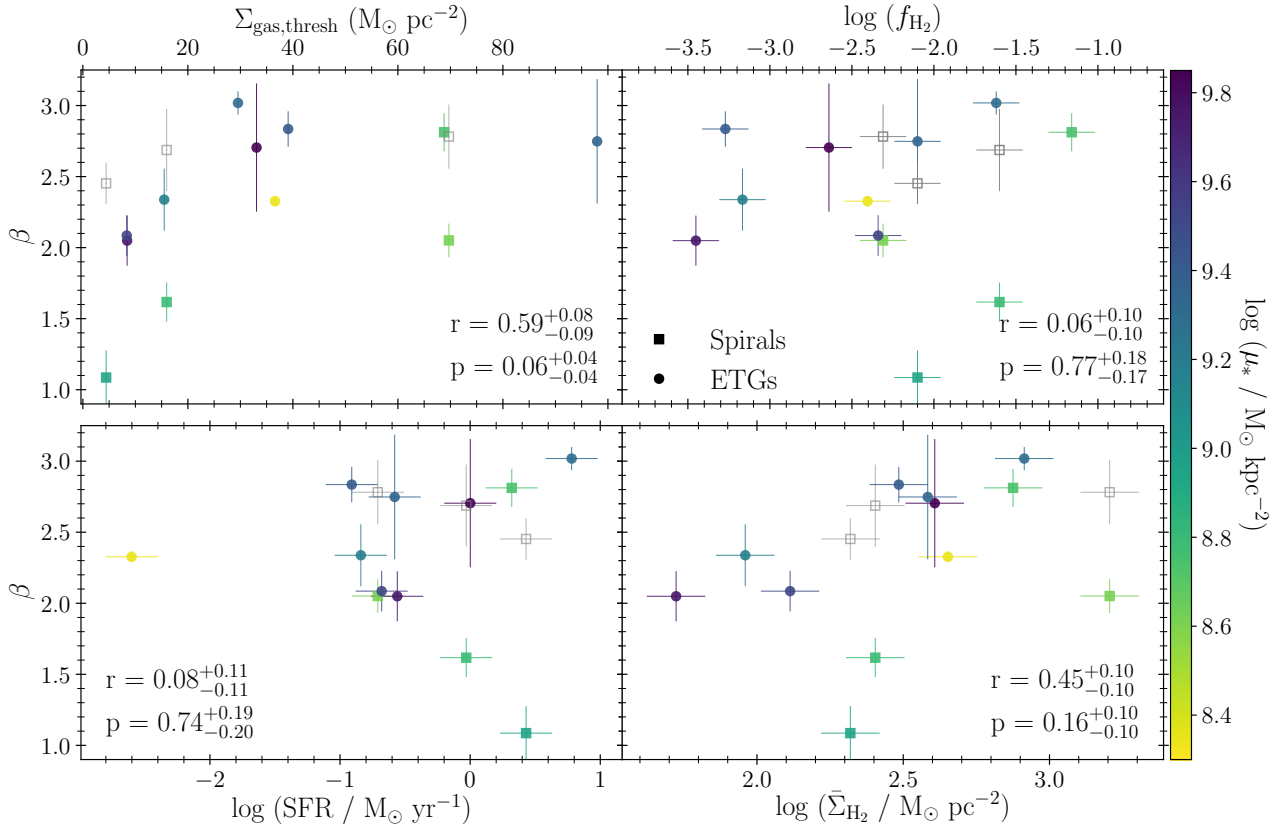 Σgas,thresh (M⊙ pc−2)
log (fH2)
0 20 40 60 80
−3.5 −3.0 −2.5 −2.0 −1.5 −1.0
β
3.0
2.5
2.0
1.5
1.0
r = 0.59+0.08−0.09
p = 0.06+0.04−0.04
Spirals
ETGs
r = 0.06+0.10−0.10
p = 0.77+0.18−0.17
β
3.0
2.5
2.0
1.5
1.0
r = 0.08+0.11−0.11
p = 0.74+0.19−0.20
r = 0.45+0.10−0.10
p = 0.16+0.10−0.10
−2 −1 0 1
2.0 2.5 3.0
log (SFR / M⊙ yr−1)
log (Σ̄H2 / M⊙ pc−2)
9.8
9.6
9.4
9.2
9.0
8.8
8.6
8.4
log (μ* / M⊙ kpc−2)